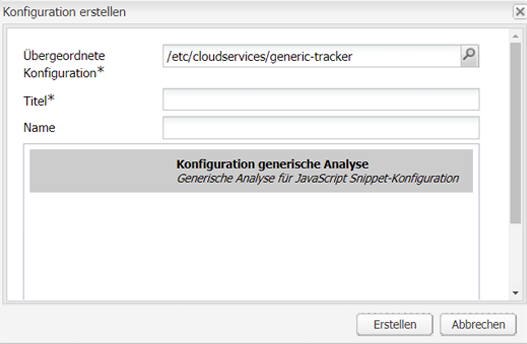 Konfiguration erstellen
Übergeordnete
Konfiguration*
/etc/cloudservices/generic-tracker
Titel*
Name
Konfiguration generische Analyse
Generische Analyse für JavaScript Snippet-Konfiguration
Erstellen
Abbrechen